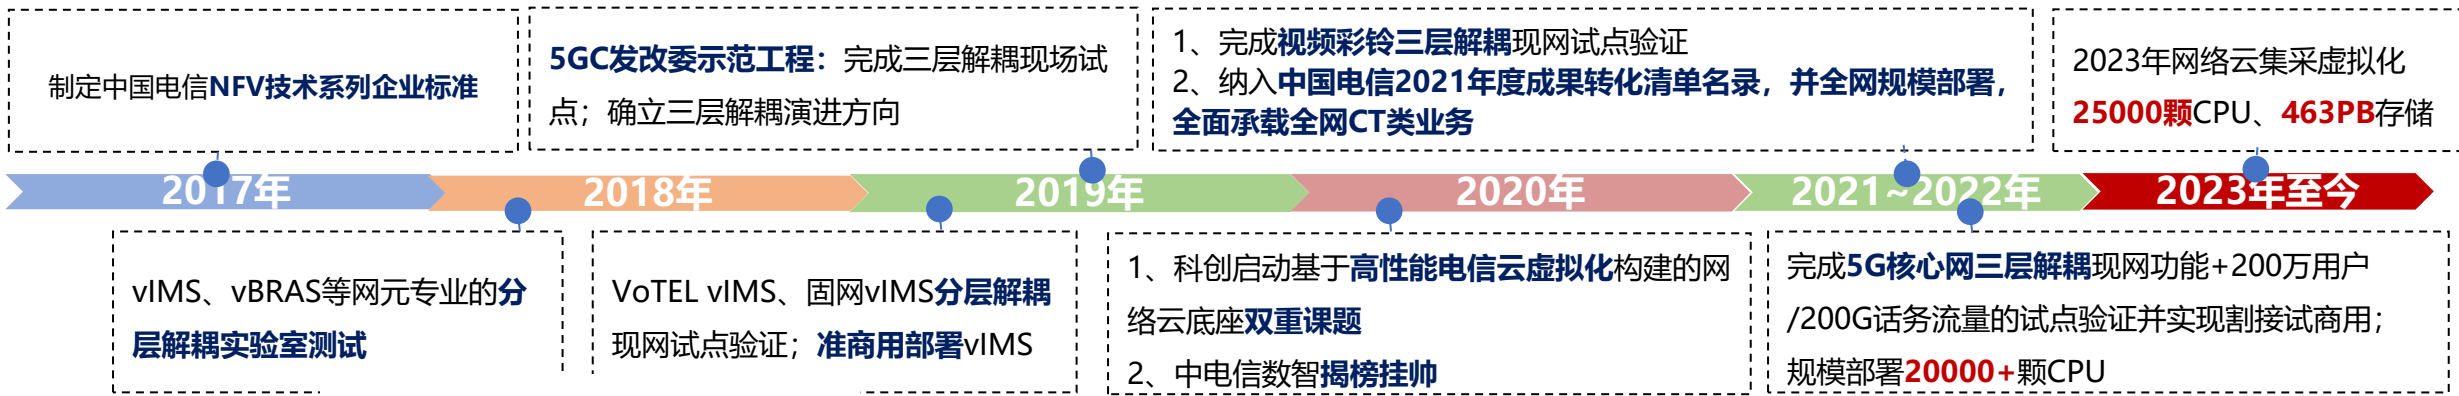 制定中国电信NFV技术系列企业标准
5GC发改委示范工程：完成三层解耦现场试
点；确立三层解耦演进方向
1、完成视频彩铃三层解耦现网试点验证
2、纳入中国电信2021年度成果转化清单名录，并全网规模部署，
全面承载全网CT类业务
2023年网络云集采虚拟化
25000颗CPU、463PB存储
2017年
2018年
2019年
2020年
2021~2022年
2023年至今
vIMS、vBRAS等网元专业的分
层解耦实验室测试
VoTEL vIMS、固网vIMS分层解耦
现网试点验证；准商用部署vIMS
1、科创启动基于高性能电信云虚拟化构建的网
络云底座双重课题
2、中电信数智揭榜挂帅
完成5G核心网三层解耦现网功能+200万用户
/200G话务流量的试点验证并实现割接试商用；
规模部署20000+颗CPU